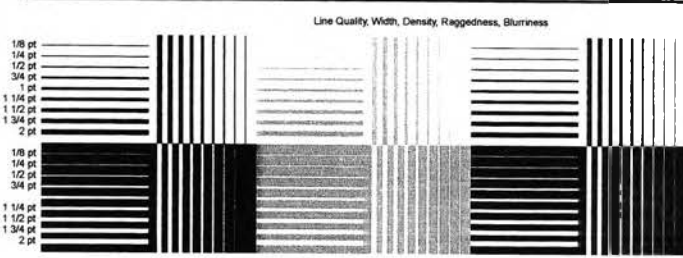 Line Quality, Width, Density, Raggedness, Blurriness
1/8 pt
1/4 pt
1/2 pt
3/4 pt
1 pt
1 1/4 pt
1 1/2 pt
1 3/4 pt
2 pt
1/8 pt
1/4 pt
1/2 pt
3/4 pt
1 1/4 pt
1 1/2 pt
1 3/4 pt
2 pt